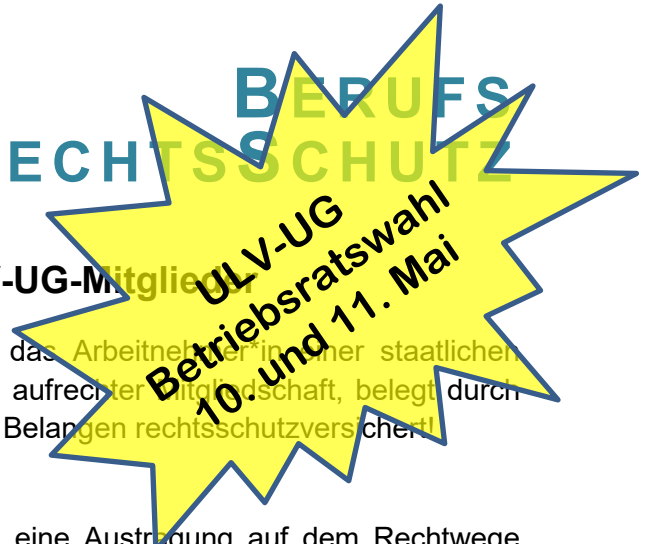 BERUFS
ECHTSSCHUTZ
-UG-Mitglieder
das Arbeitnehmer*in einer staatlichen
aufrechter Mitgliedschaft, belegt durch
Belangen rechtsschutzversichert!
eine Austragung auf dem Rechtwege
ULV-UG
Betriebsratswahl
10. und 11. Mai